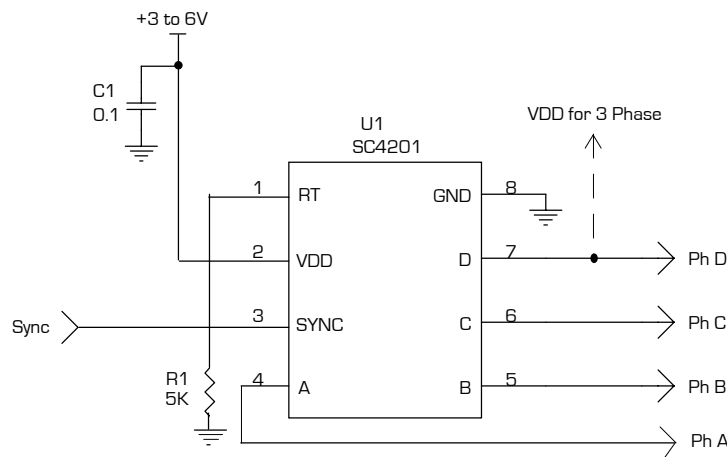 +3 to 6V
C1
0.1
VDD for 3 Phase
U1
SC4201
1
RT
GND
8
2
VDD
D
7
Ph D
Sync
3
SYNC
C
6
Ph C
R1
5K
4
A
B
5
Ph B
Ph A